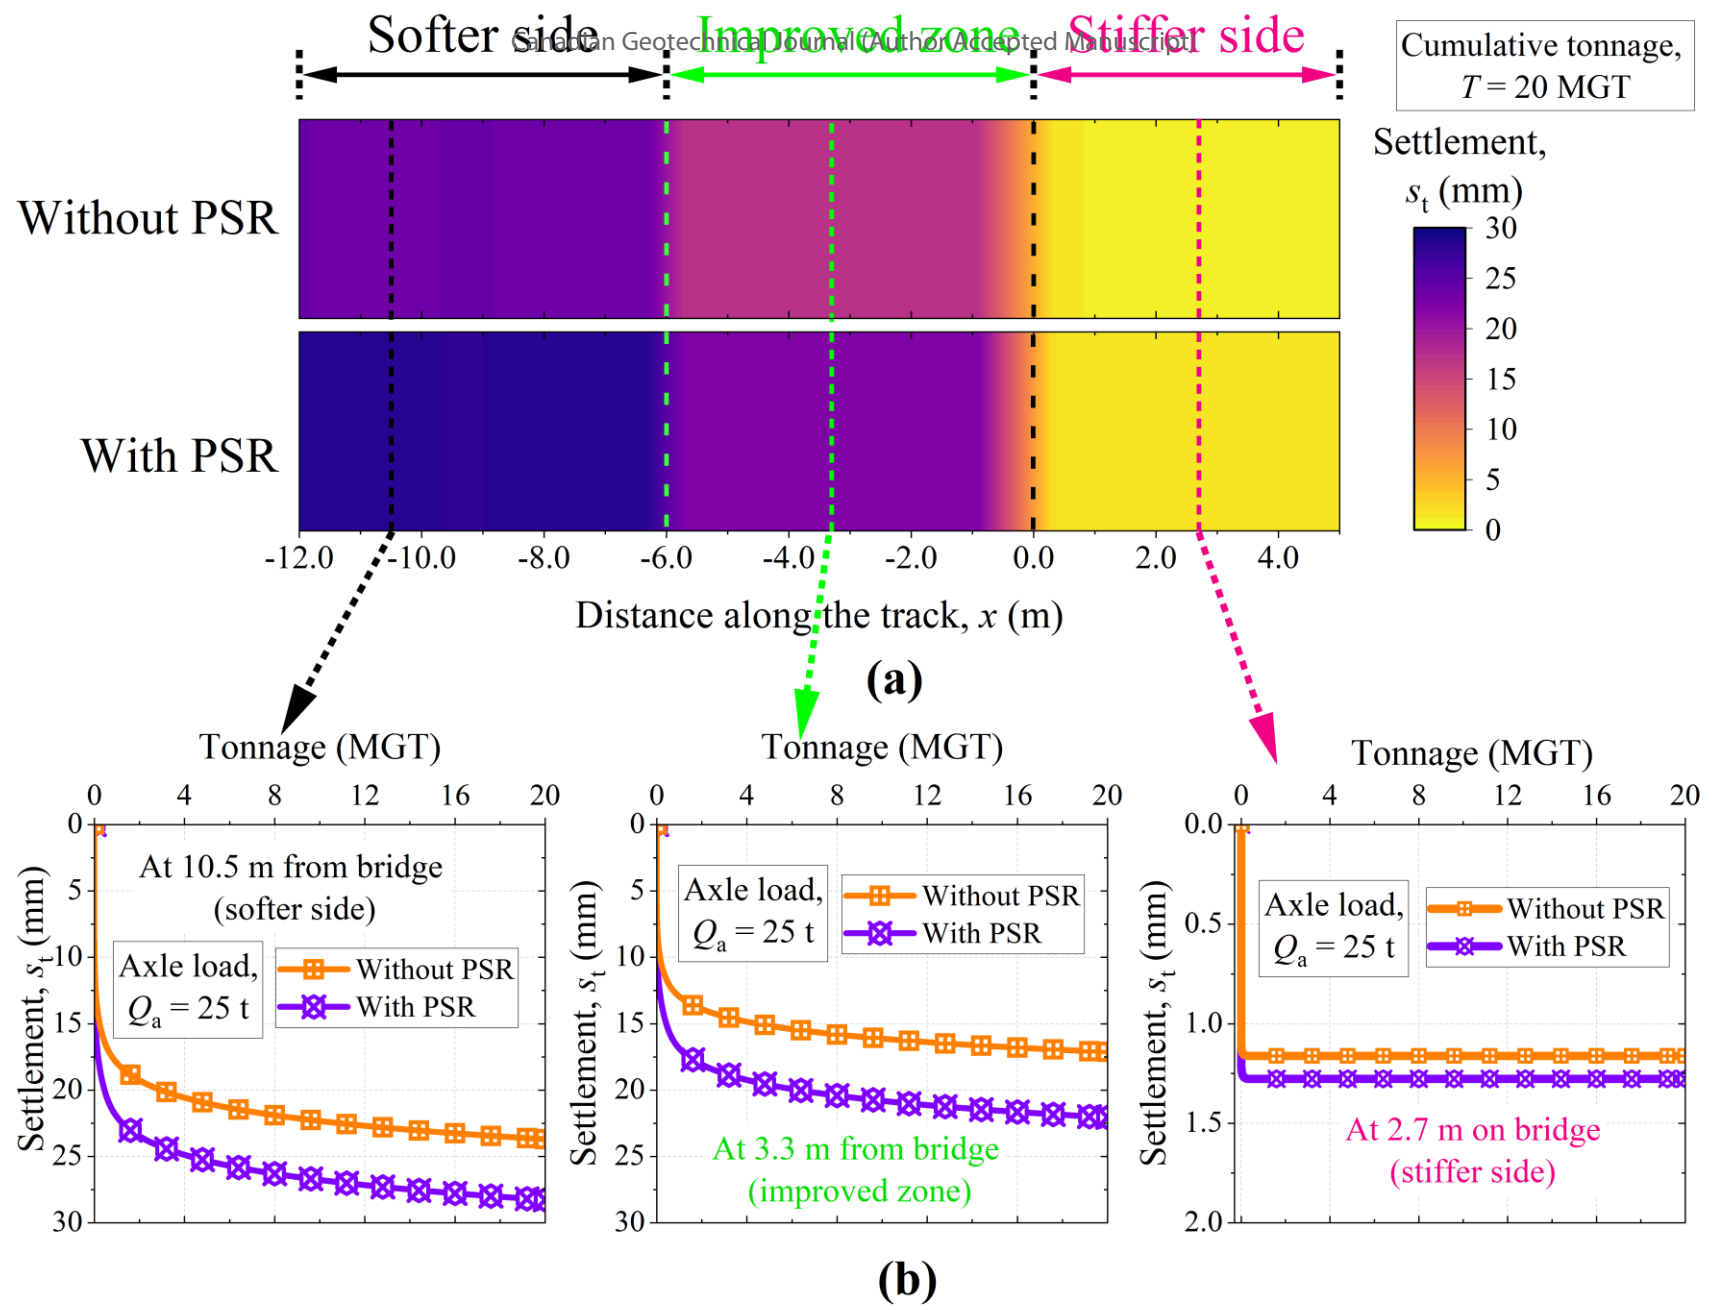 Canadian Geotechnical Journal (Author Accepted Manuscript)
Softer side
Improved zone
Stiffer side
Cumulative tonnage,
T = 20 MGT
Without PSR
With PSR
Settlement,
st (mm)
30
25
20
15
10
5
0
-12.0 -10.0 -8.0 -6.0 -4.0 -2.0 0.0 2.0 4.0
Distance along the track, x (m)
(a)
Tonnage (MGT)
0 4 8 12 16 20
Settlement, st (mm)
0
5
10
15
20
25
30
At 10.5 m from bridge
(softer side)
Axle load,
Qa = 25 t
Without PSR
With PSR
Tonnage (MGT)
0 4 8 12 16 20
Settlement, st (mm)
0
5
10
15
20
25
30
Axle load,
Qa = 25 t
Without PSR
With PSR
At 3.3 m from bridge
(improved zone)
Tonnage (MGT)
0 4 8 12 16 20
Settlement, st (mm)
0.0
0.5
1.0
1.5
2.0
Axle load,
Qa = 25 t
Without PSR
With PSR
At 2.7 m on bridge
(stiffer side)
(b)